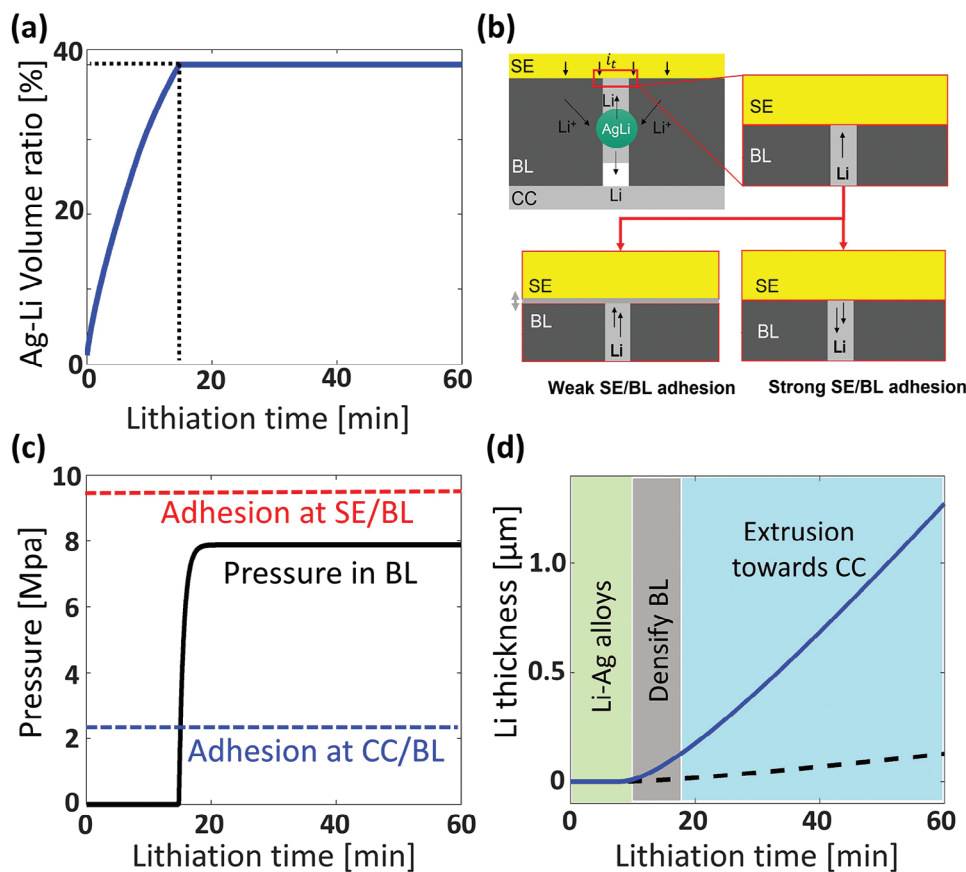 (a)
Ag-Li Volume ratio [%]
40
20
0
0
20
40
60
Lithiation time [min]
(b)
SE
i_t
Li
Li⁺
AgLi
Li⁺
BL
CC
Li
SE
BL
Li
SE
BL
Li
Weak SE/BL adhesion
SE
BL
Li
Strong SE/BL adhesion
(c)
Pressure [Mpa]
10
8
6
4
2
0
Adhesion at SE/BL
Pressure in BL
Adhesion at CC/BL
0
20
40
60
Lithiation time [min]
(d)
Li thickness [μm]
1.0
0.5
0
Li-Ag alloys
Densify BL
Extrusion
towards CC
0
20
40
60
Lithiation time [min]